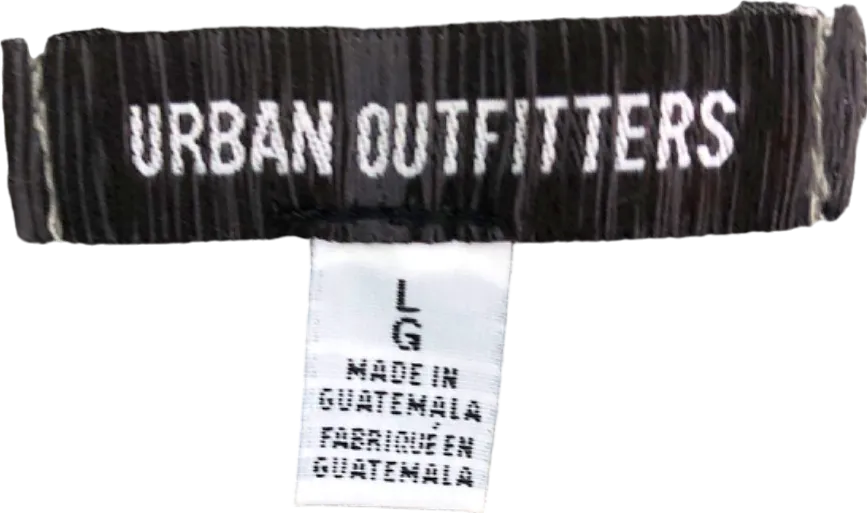 URBAN OUTFITTERS
L
G
MADE IN
GUATEMALA
FABRIQUÉ EN
GUATEMALA